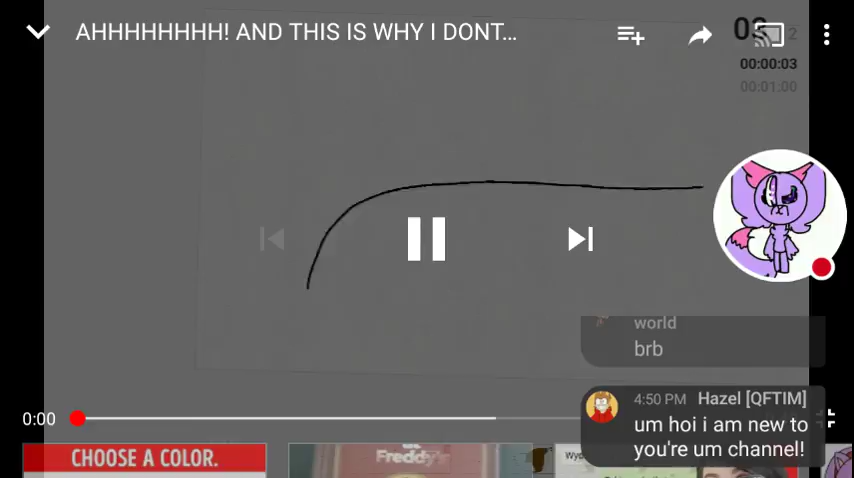 AHHHHHHHH! AND THIS IS WHY I DONT...
00:00:03
00:01.00
world
brb
4:50 PM Hazel [QFTIM]
um hoi i am new to
you're um channel!
0:00
CHOOSE A COLOR.
Freddy's